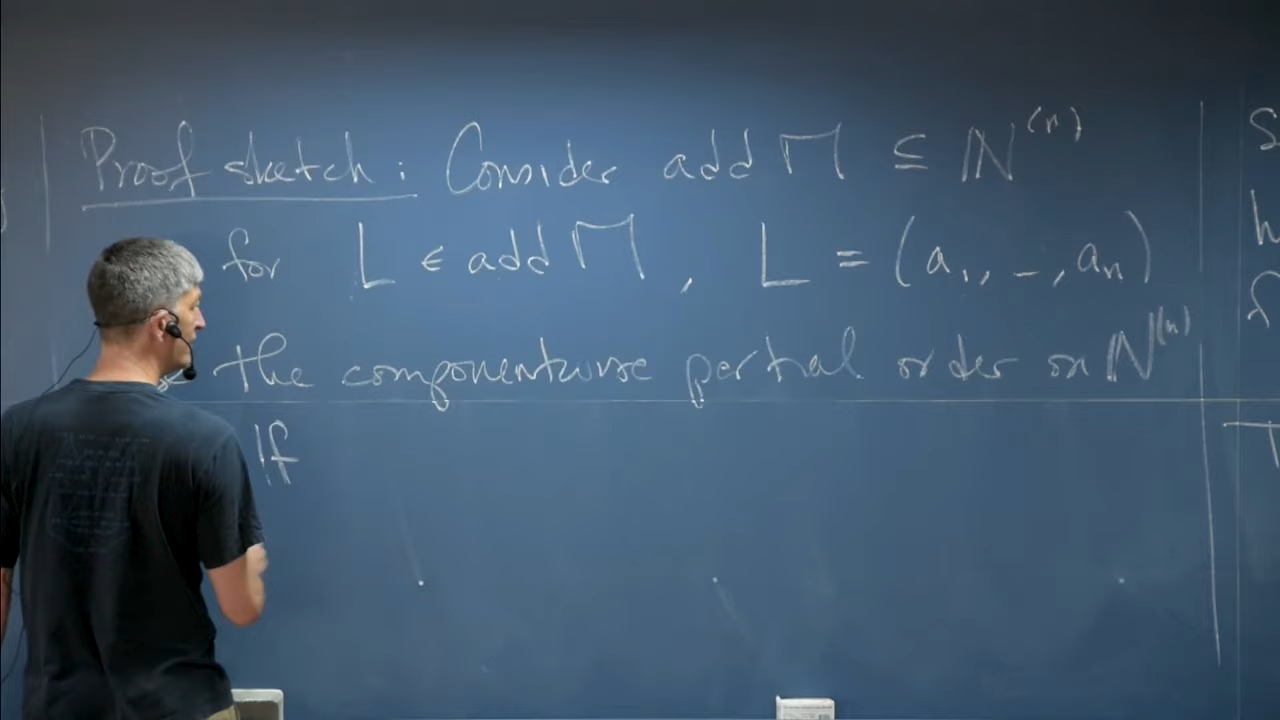 Proof sketch : Consider add M ⊆ ℕ⁽ⁿ⁾
for L ∈ add M, L = (a₁, –, aₙ)
the componentwise partial order on ℕ⁽ⁿ⁾
If